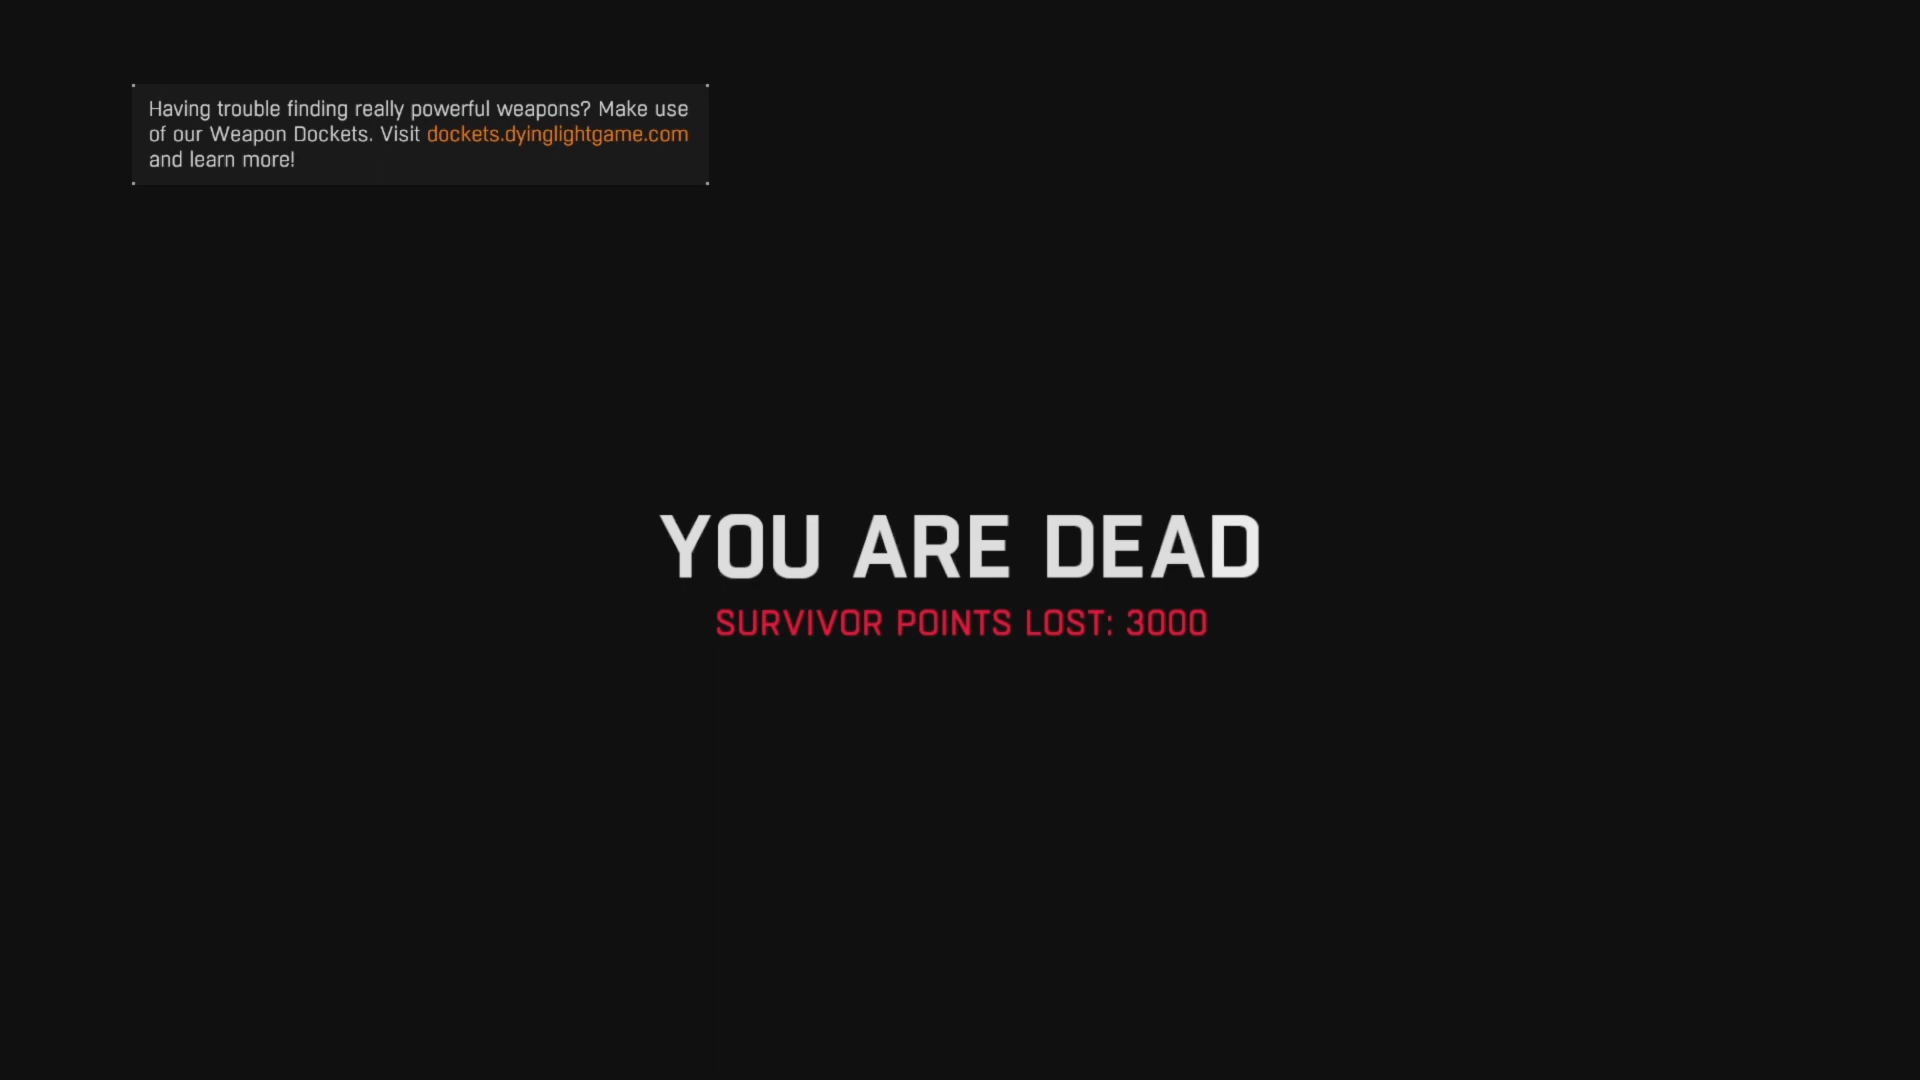 Having trouble finding really powerful weapons? Make use
of our Weapon Dockets. Visit dockets.dyinglightgame.com
and learn more!
YOU ARE DEAD
SURVIVOR POINTS LOST: 3000